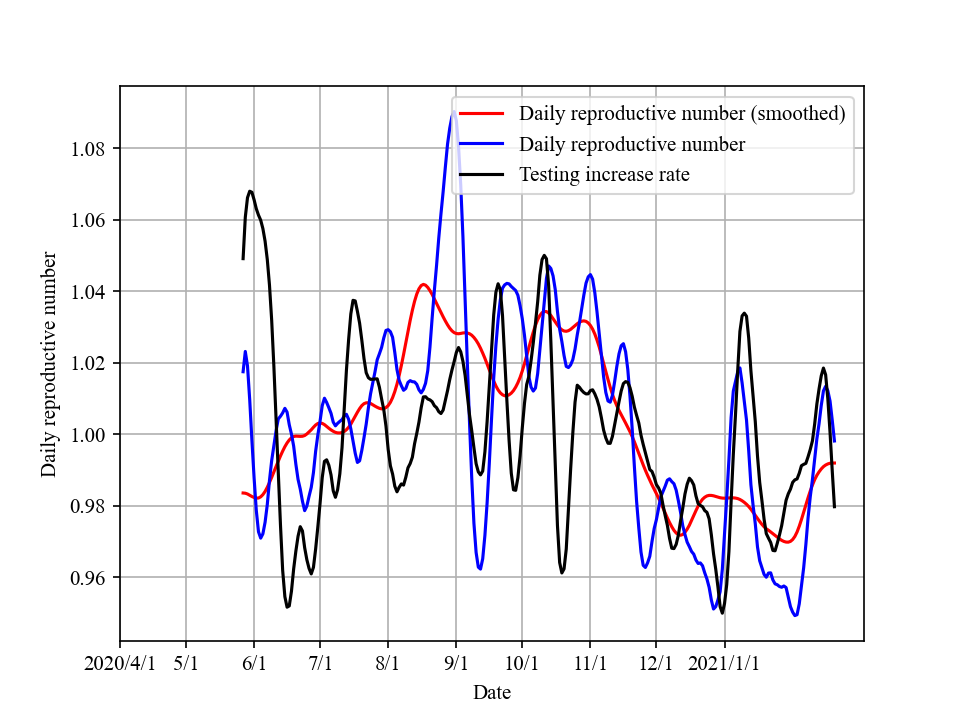 Daily reproductive number (smoothed)
Daily reproductive number
Testing increase rate
Daily reproductive number
1.08
1.06
1.04
1.02
1.00
0.98
0.96
2020/4/1 5/1 6/1 7/1 8/1 9/1 10/1 11/1 12/1 2021/1/1
Date